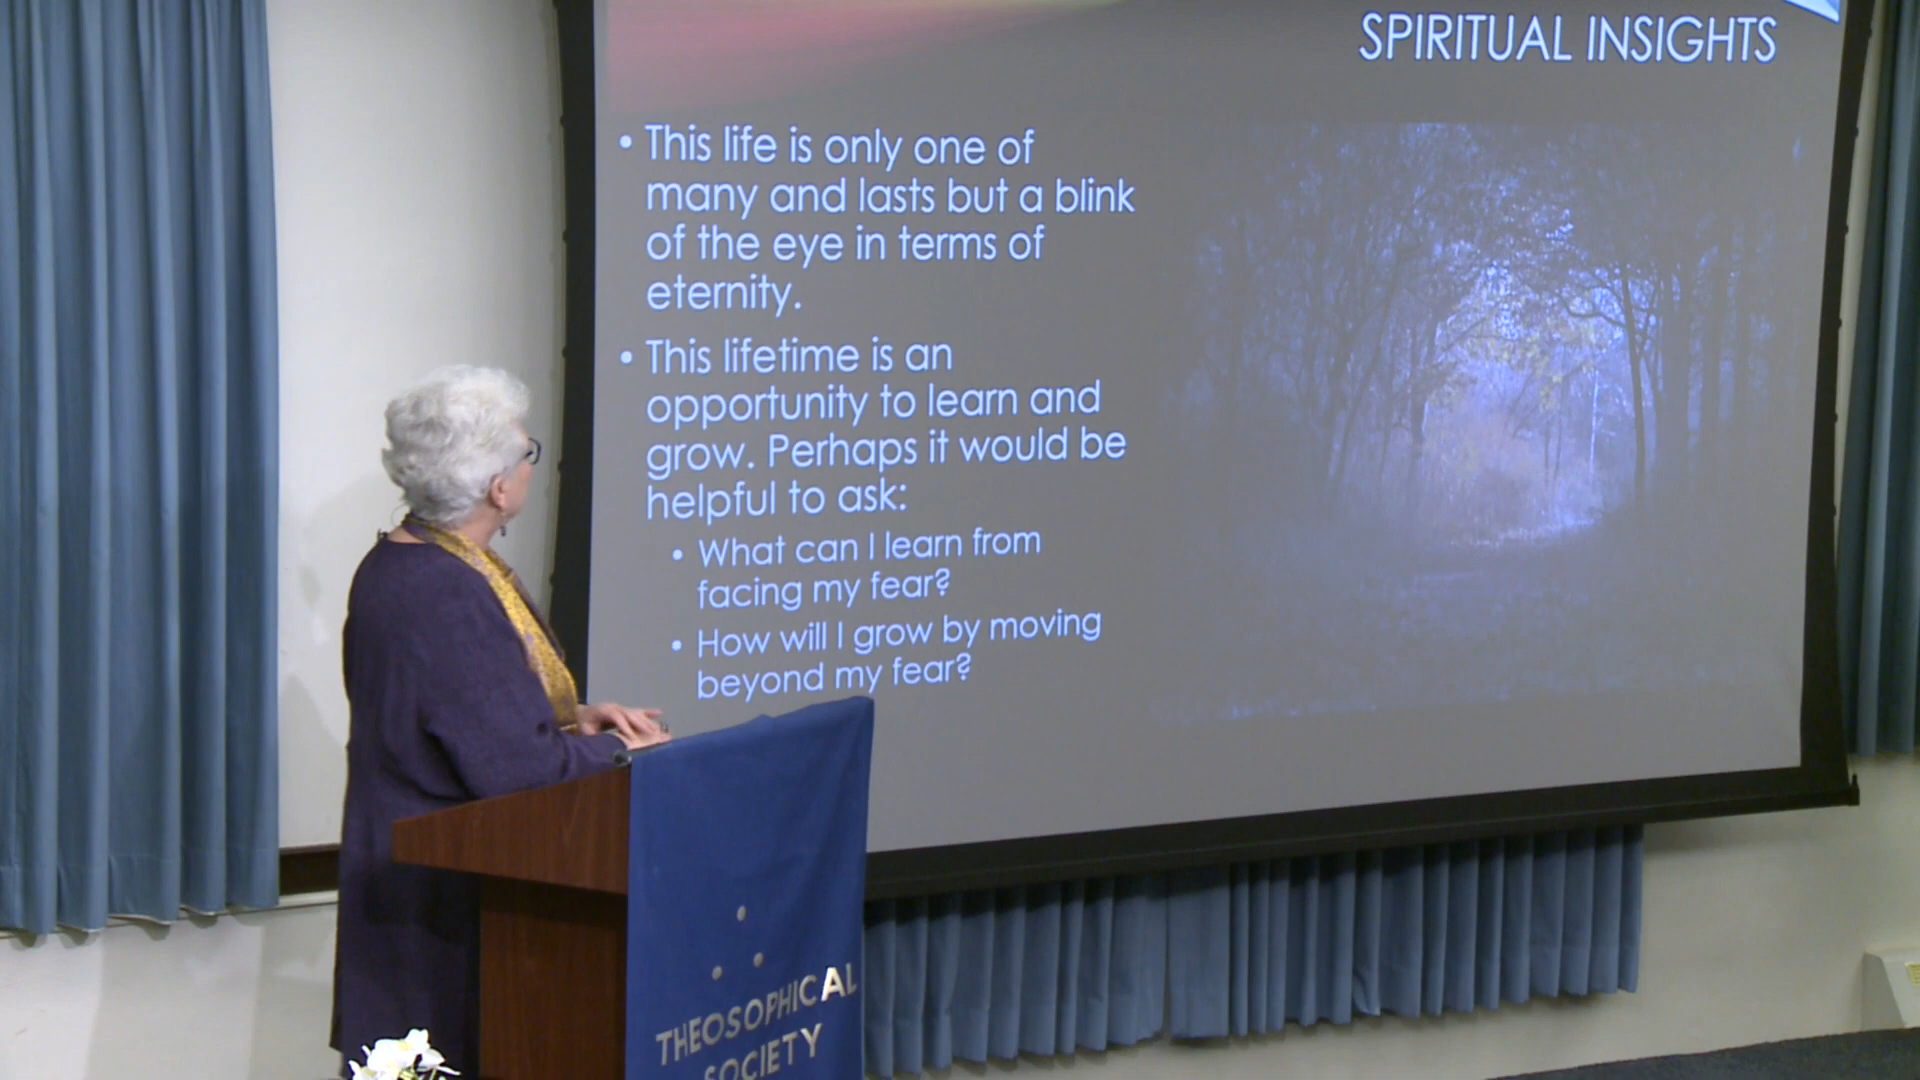 SPIRITUAL INSIGHTS
• This life is only one of
many and lasts but a blink
of the eye in terms of
eternity.
• This lifetime is an
opportunity to learn and
grow. Perhaps it would be
helpful to ask:
• What can I learn from
facing my fear?
• How will I grow by moving
beyond my fear?
THEOSOPHICAL
SOCIETY